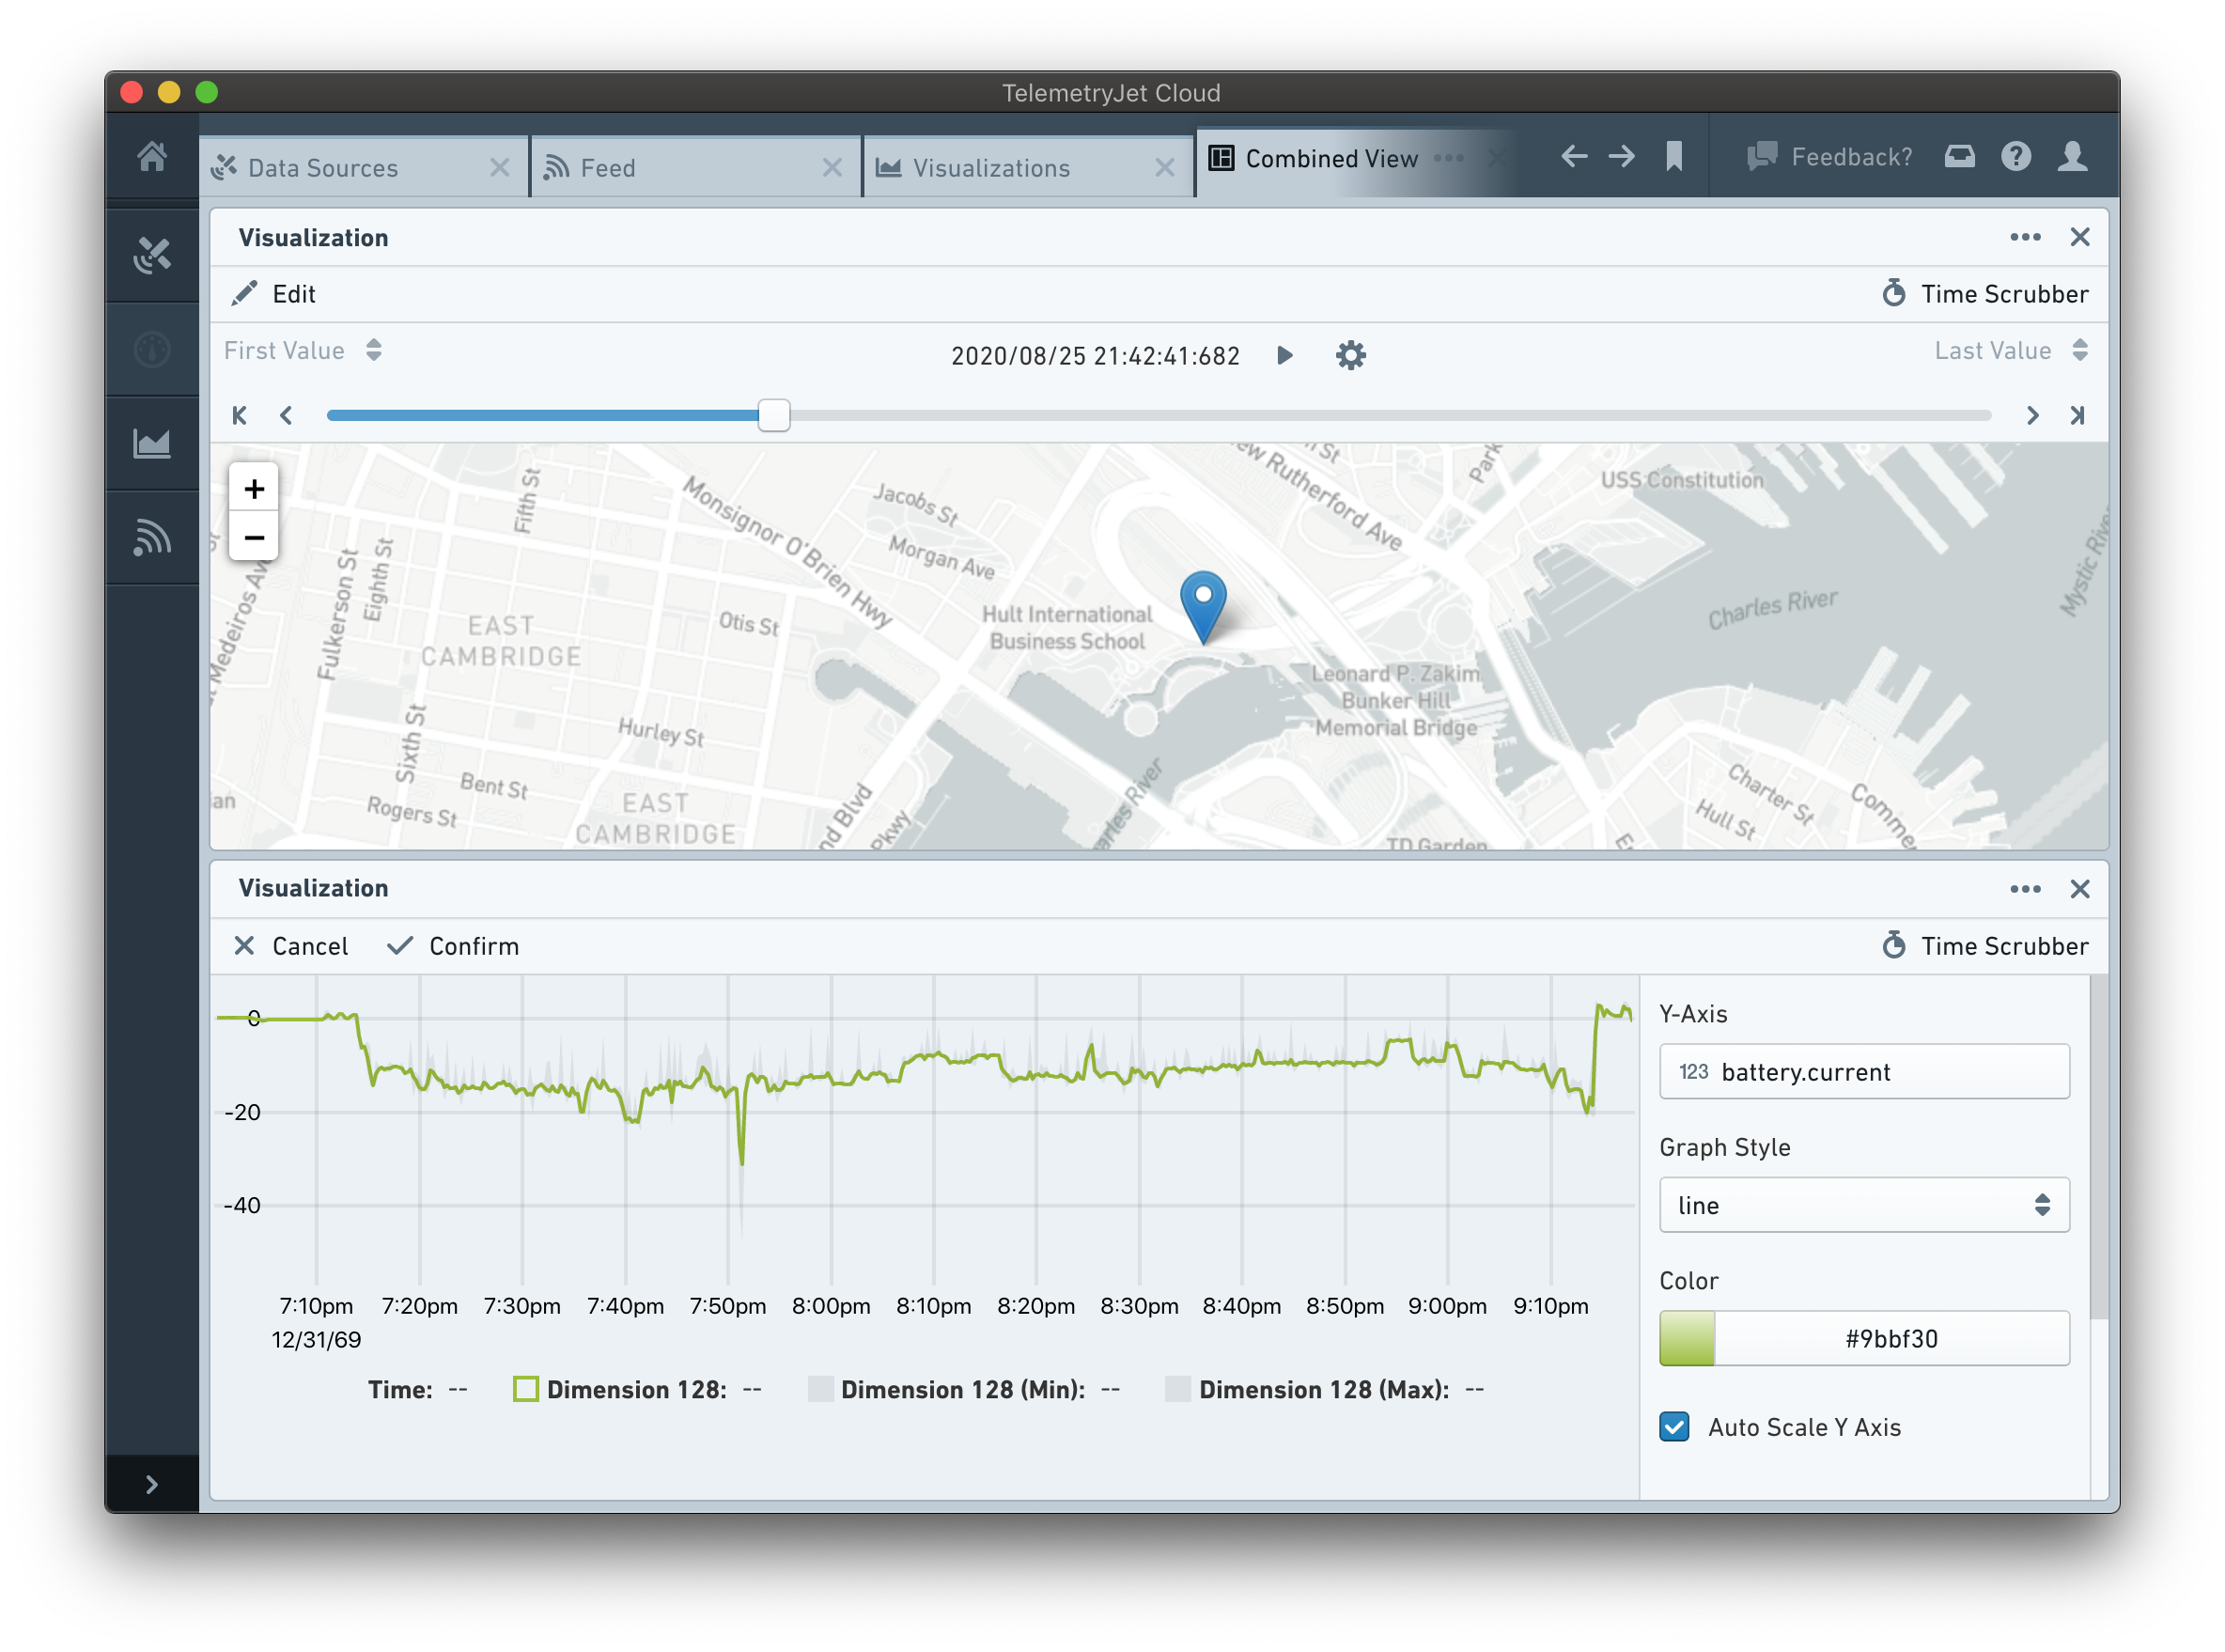 TelemetryJet Cloud
Data Sources
Feed
Visualizations
Combined View
Feedback?
Visualization
Edit
Time Scrubber
First Value
2020/08/25 21:42:41:682
Last Value
+
−
Medeiros Ave
Fulkerson St
Eighth St
Fifth St
Sixth St
Monsignor O'Brien Hwy
Jacobs St
Morgan Ave
Otis St
EAST
CAMBRIDGE
Hurley St
Bent St
Rogers St
EAST
CAMBRIDGE
Hult International
Business School
Rutherford Ave
Park
USS Constitution
Charles River
Mystic
Leonard P. Zakim
Bunker Hill
Memorial Bridge
Blvd
Pkwy
River
TD Garden
Charter St
Hull St
Visualization
Cancel
Confirm
Time Scrubber
0
-20
-40
7:10pm 7:20pm 7:30pm 7:40pm 7:50pm 8:00pm 8:10pm 8:20pm 8:30pm 8:40pm 8:50pm 9:00pm 9:10pm
12/31/69
Time: -- Dimension 128: -- Dimension 128 (Min): -- Dimension 128 (Max): --
Y-Axis
123 battery.current
Graph Style
line
Color
#9bbf30
Auto Scale Y Axis